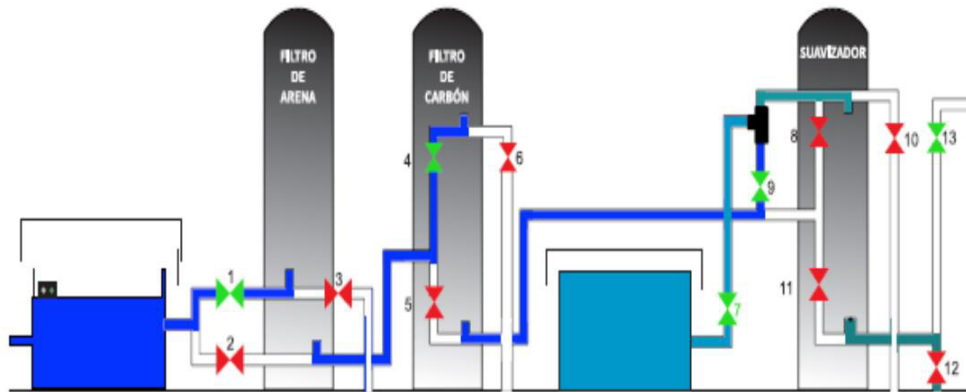 FILTRO
DE
ARENA
FILTRO
DE
CARBÓN
SUAVIZADOR
1
2
3
4
5
6
7
8
9
10
11
12
13